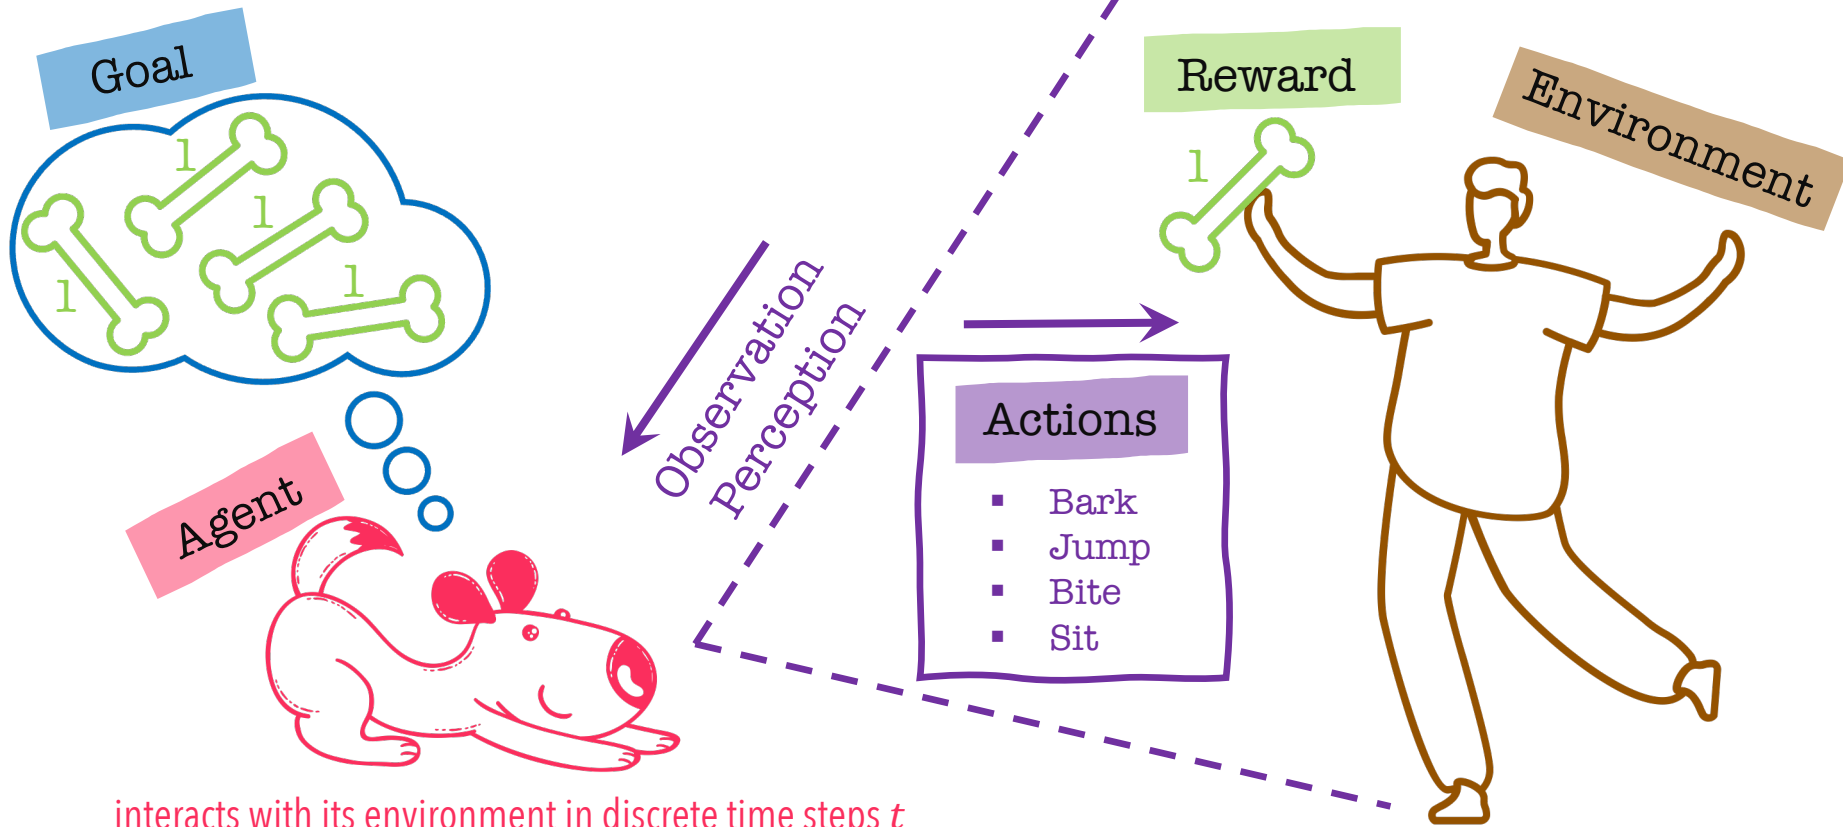 Goal
1
1
1
1
Agent
Observation
Perception
Reward
1
Environment
Actions
▪ Bark
▪ Jump
▪ Bite
▪ Sit
interacts with its environment in discrete time steps t